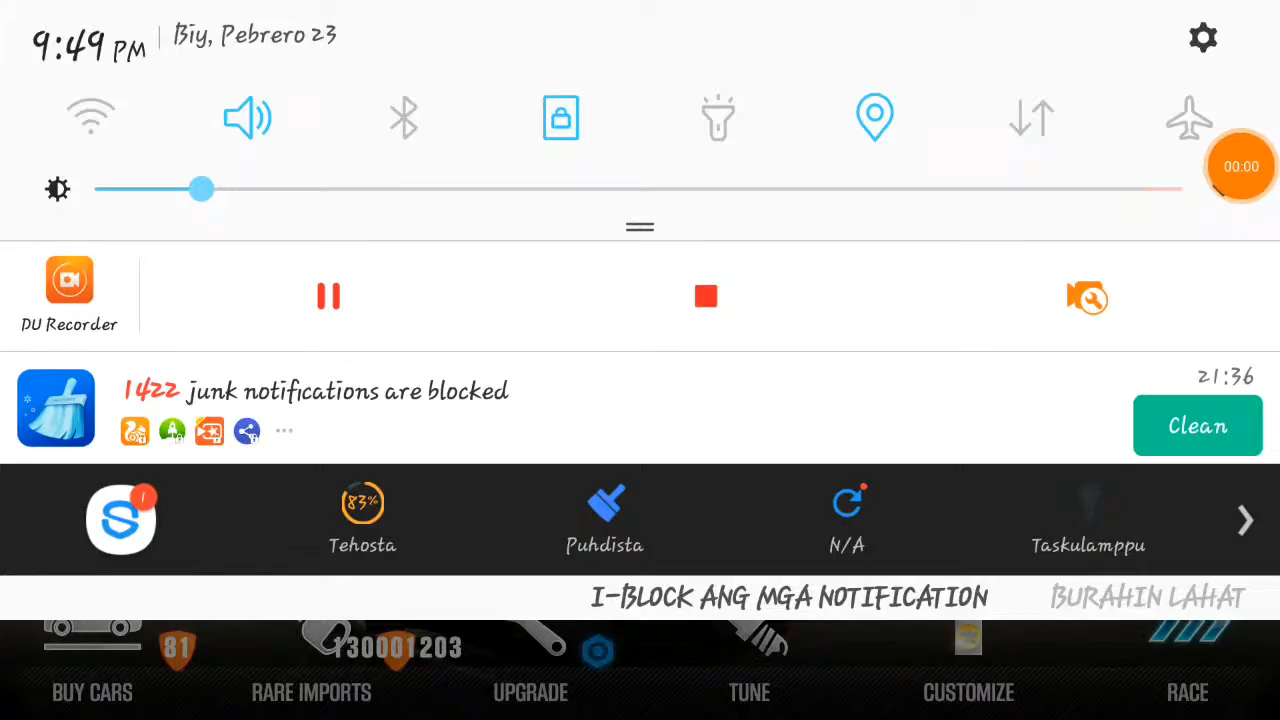 9:49 PM
Biy, Pebrero 23
00:00
DU Recorder
1422 junk notifications are blocked
21:36
Clean
1
83%
Tehosta
Puhdista
N/A
Taskulamppu
I-BLOCK ANG MGA NOTIFICATION
BURAHIN LAHAT
81
130001203
BUY CARS
RARE IMPORTS
UPGRADE
TUNE
CUSTOMIZE
RACE